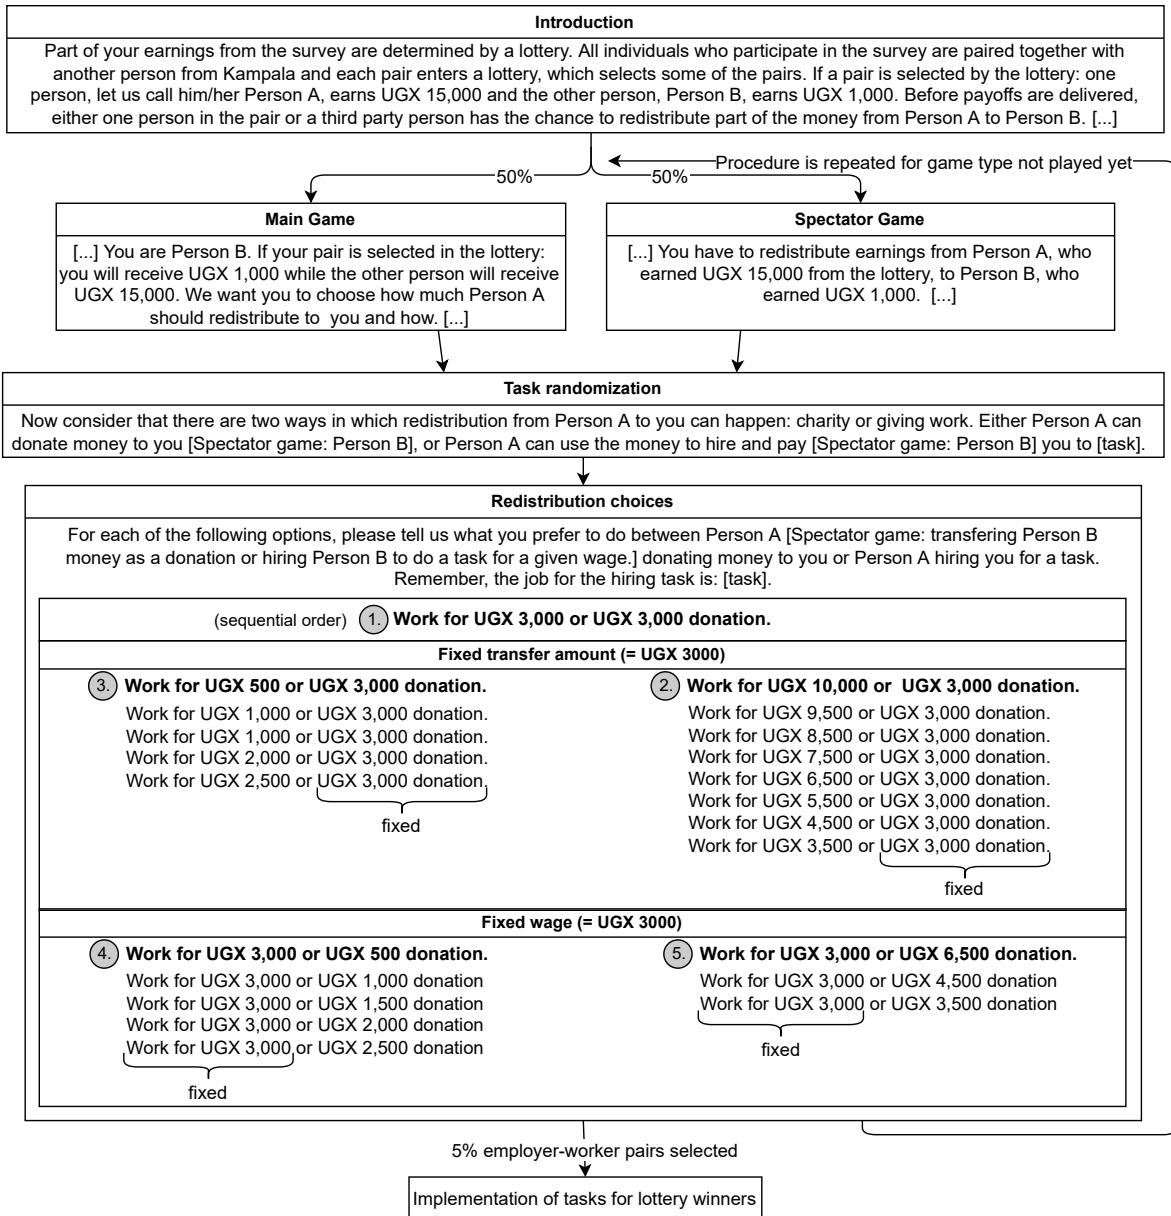 Introduction
Part of your earnings from the survey are determined by a lottery. All individuals who participate in the survey are paired together with
another person from Kampala and each pair enters a lottery, which selects some of the pairs. If a pair is selected by the lottery: one
person, let us call him/her Person A, earns UGX 15,000 and the other person, Person B, earns UGX 1,000. Before payoffs are delivered,
either one person in the pair or a third party person has the chance to redistribute part of the money from Person A to Person B. [...]
Procedure is repeated for game type not played yet
50%
50%
Main Game
[...] You are Person B. If your pair is selected in the lottery:
you will receive UGX 1,000 while the other person will receive
UGX 15,000. We want you to choose how much Person A
should redistribute to you and how. [...]
Spectator Game
[...] You have to redistribute earnings from Person A, who
earned UGX 15,000 from the lottery, to Person B, who
earned UGX 1,000. [...]
Task randomization
Now consider that there are two ways in which redistribution from Person A to you can happen: charity or giving work. Either Person A can
donate money to you [Spectator game: Person B], or Person A can use the money to hire and pay [Spectator game: Person B] you to [task].
Redistribution choices
For each of the following options, please tell us what you prefer to do between Person A [Spectator game: transfering Person B
money as a donation or hiring Person B to do a task for a given wage.] donating money to you or Person A hiring you for a task.
Remember, the job for the hiring task is: [task].
(sequential order) 1. Work for UGX 3,000 or UGX 3,000 donation.
Fixed transfer amount (= UGX 3000)
3. Work for UGX 500 or UGX 3,000 donation.
Work for UGX 1,000 or UGX 3,000 donation.
Work for UGX 1,000 or UGX 3,000 donation.
Work for UGX 2,000 or UGX 3,000 donation.
Work for UGX 2,500 or UGX 3,000 donation.
fixed
2. Work for UGX 10,000 or UGX 3,000 donation.
Work for UGX 9,500 or UGX 3,000 donation.
Work for UGX 8,500 or UGX 3,000 donation.
Work for UGX 7,500 or UGX 3,000 donation.
Work for UGX 6,500 or UGX 3,000 donation.
Work for UGX 5,500 or UGX 3,000 donation.
Work for UGX 4,500 or UGX 3,000 donation.
Work for UGX 3,500 or UGX 3,000 donation.
fixed
Fixed wage (= UGX 3000)
4. Work for UGX 3,000 or UGX 500 donation.
Work for UGX 3,000 or UGX 1,000 donation
Work for UGX 3,000 or UGX 1,500 donation
Work for UGX 3,000 or UGX 2,000 donation
Work for UGX 3,000 or UGX 2,500 donation
fixed
5. Work for UGX 3,000 or UGX 6,500 donation.
Work for UGX 3,000 or UGX 4,500 donation
Work for UGX 3,000 or UGX 3,500 donation
fixed
5% employer-worker pairs selected
Implementation of tasks for lottery winners